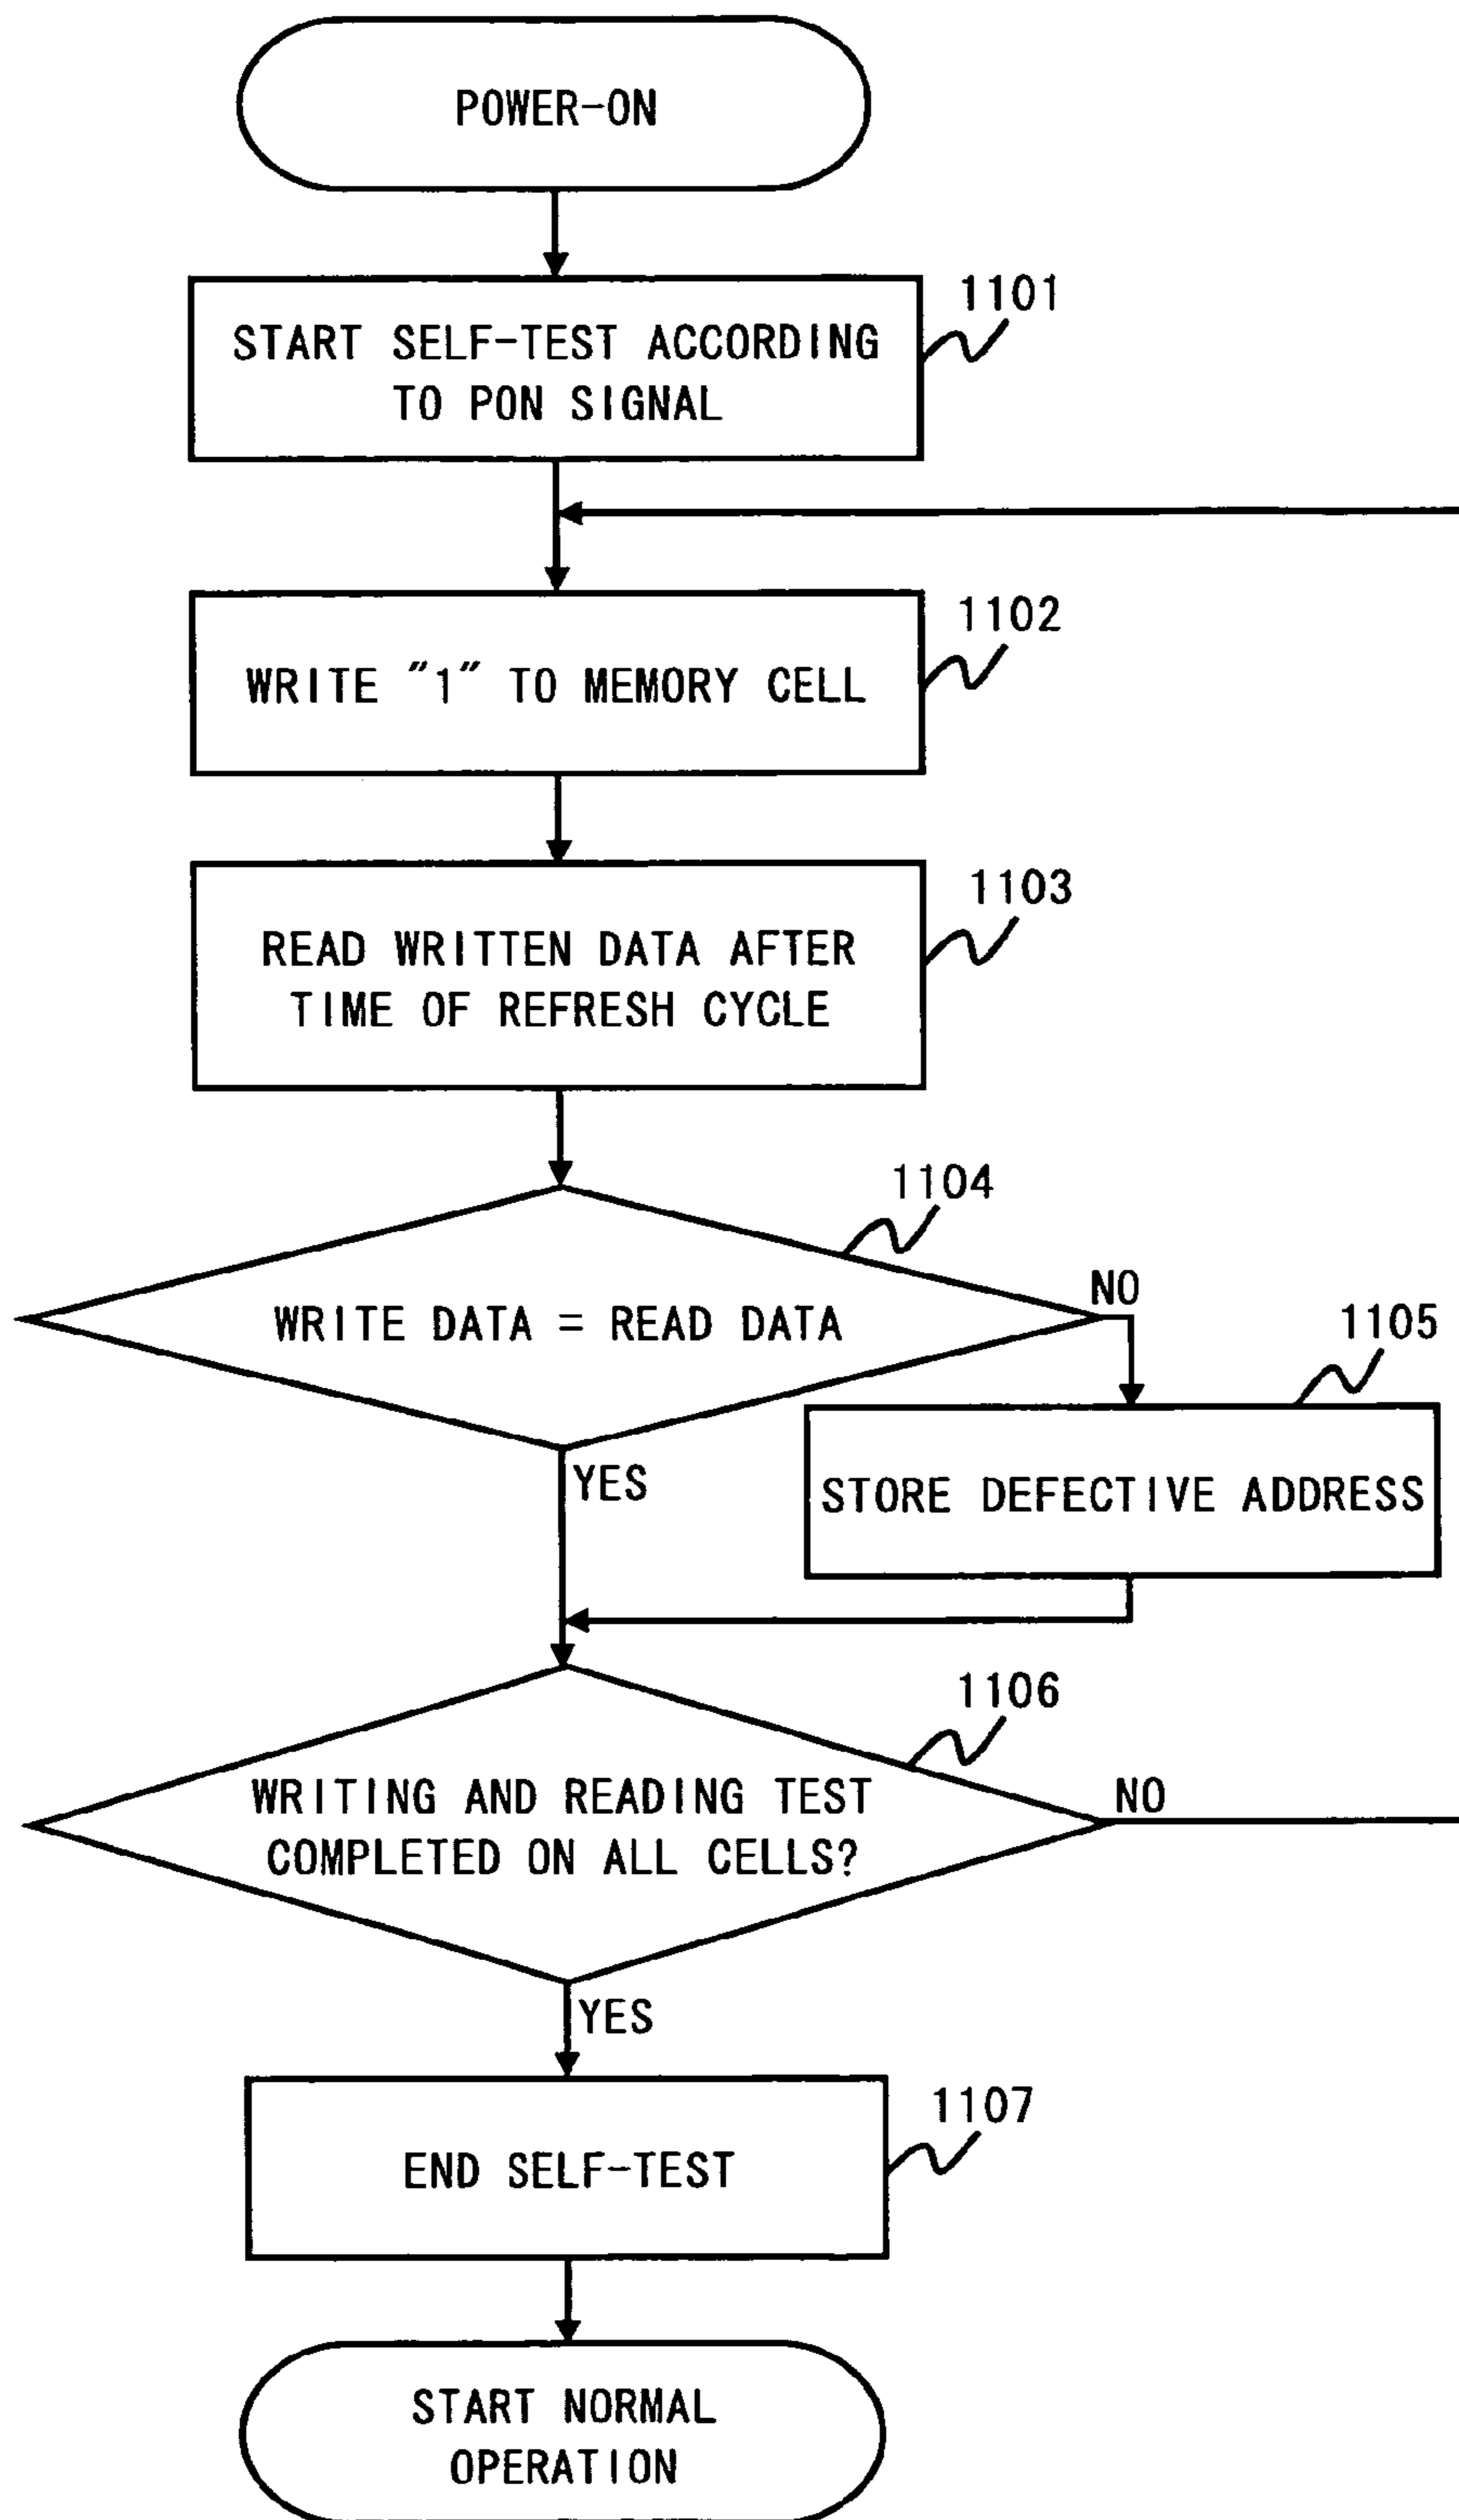 POWER-ON
1101
START SELF-TEST ACCORDING
TO PON SIGNAL
1102
WRITE "1" TO MEMORY CELL
1103
READ WRITTEN DATA AFTER
TIME OF REFRESH CYCLE
1104
WRITE DATA = READ DATA
NO
1105
YES
STORE DEFECTIVE ADDRESS
1106
WRITING AND READING TEST
COMPLETED ON ALL CELLS?
NO
YES
1107
END SELF-TEST
START NORMAL
OPERATION